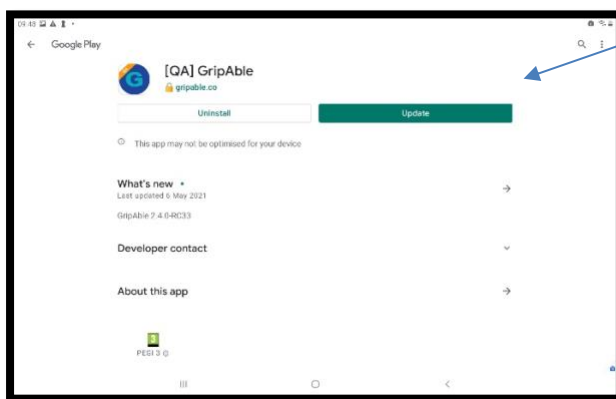 09:48
Google Play
[QA] GripAble
gripable.co
Uninstall
Update
This app may not be optimised for your device
What's new
Last updated 6 May 2021
GripAble 2.4.0-RC33
Developer contact
About this app
3
PEGI 3